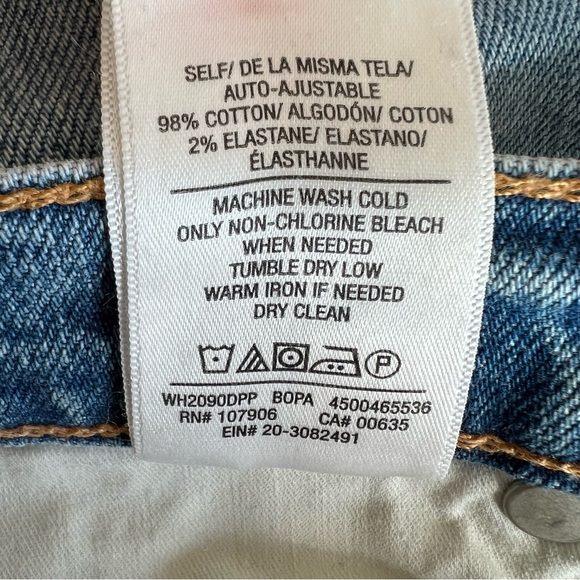 SELF/ DE LA MISMA TELA/
AUTO-AJUSTABLE
98% COTTON/ ALGODÓN/ COTON
2% ELASTANE/ ELASTANO/
ÉLASTHANNE
MACHINE WASH COLD
ONLY NON-CHLORINE BLEACH
WHEN NEEDED
TUMBLE DRY LOW
WARM IRON IF NEEDED
DRY CLEAN
P
WH2090DPP BOPA 4500465536
RN# 107906 CA# 00635
EIN# 20-3082491